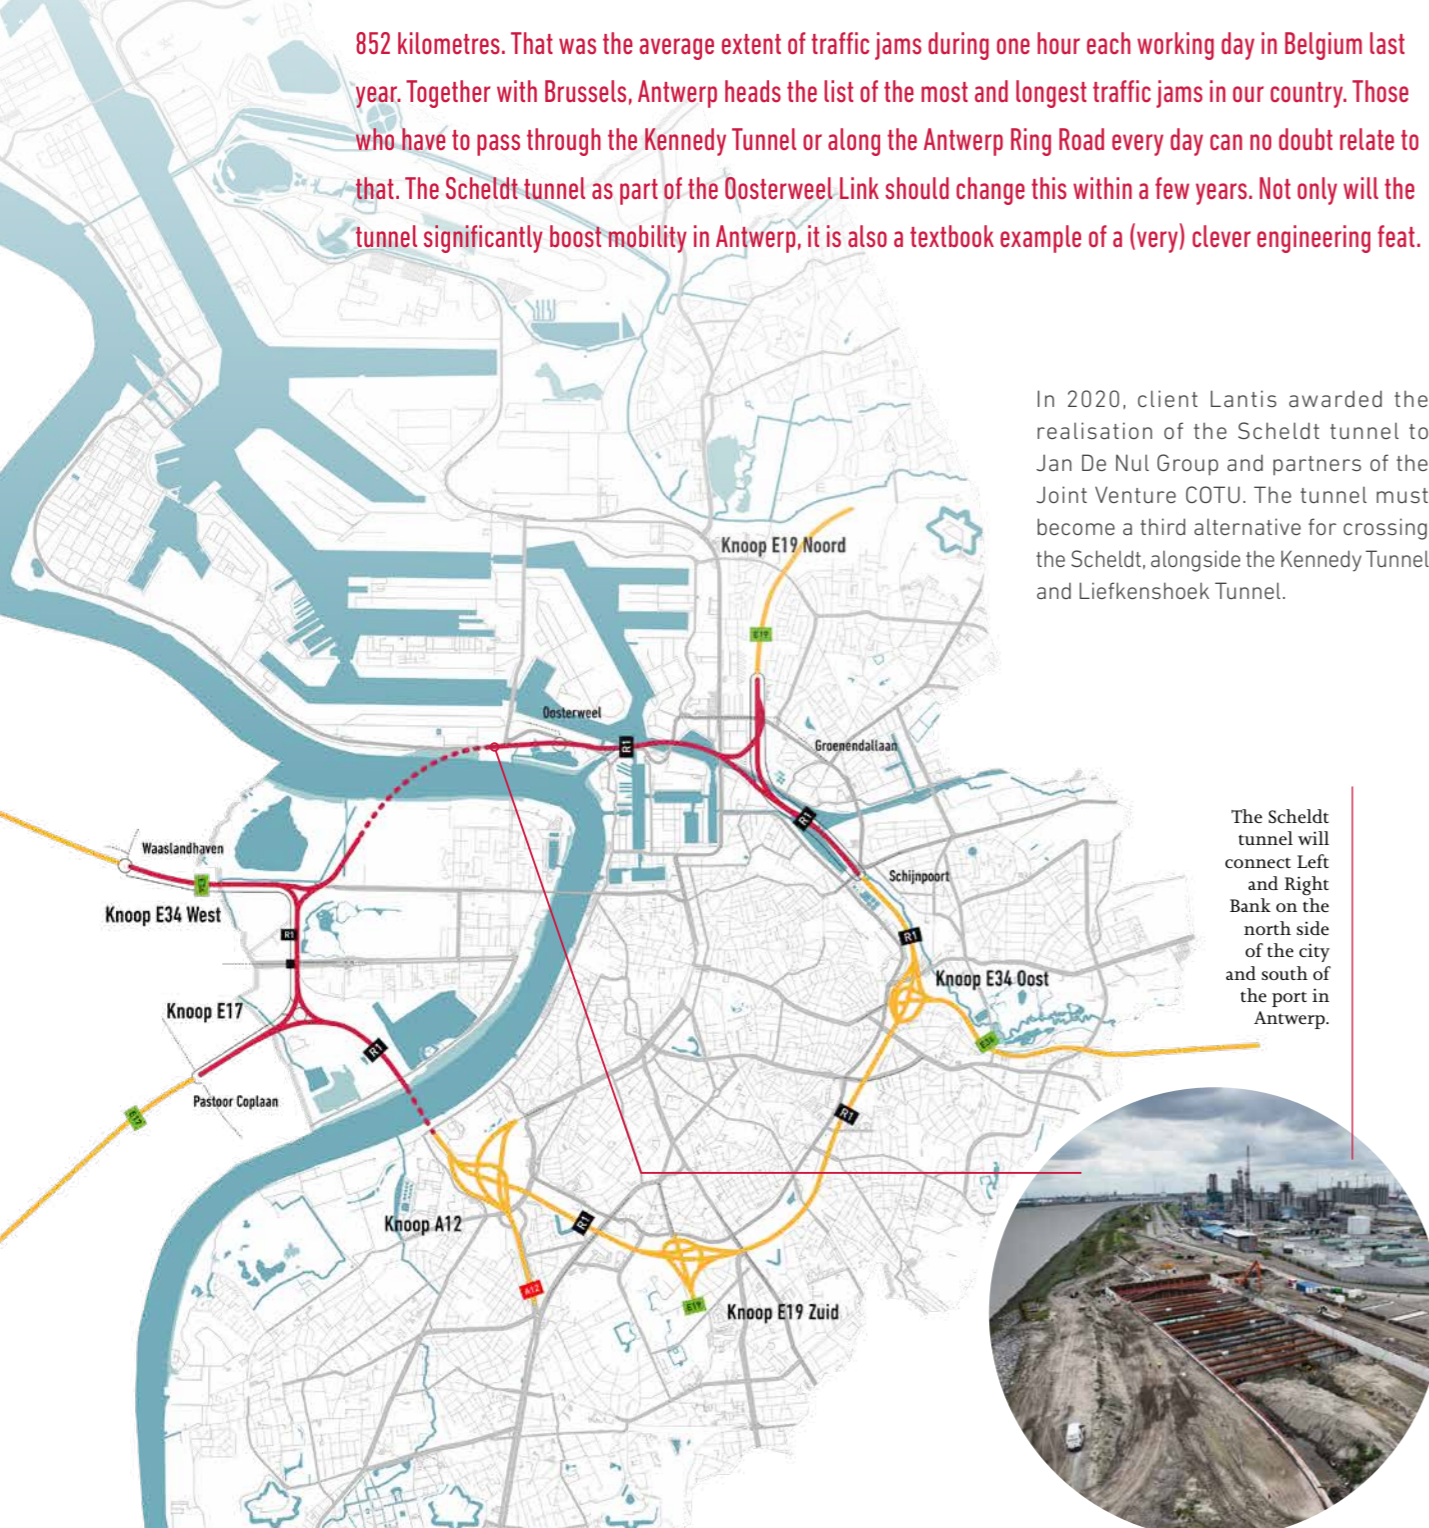 852 kilometres. That was the average extent of traffic jams during one hour each working day in Belgium last
year. Together with Brussels, Antwerp heads the list of the most and longest traffic jams in our country. Those
who have to pass through the Kennedy Tunnel or along the Antwerp Ring Road every day can no doubt relate to
that. The Scheldt tunnel as part of the Oosterweel Link should change this within a few years. Not only will the
tunnel significantly boost mobility in Antwerp, it is also a textbook example of a (very) clever engineering feat.
In 2020, client Lantis awarded the
realisation of the Scheldt tunnel to
Jan De Nul Group and partners of the
Joint Venture COTU. The tunnel must
become a third alternative for crossing
the Scheldt, alongside the Kennedy Tunnel
and Liefkenshoek Tunnel.
Knoop E19 Noord
E19
Oosterweel
R1
Groenendallaan
R1
Waaslandhaven
E34
Knoop E34 West
R1
Schijnpoort
R1
Knoop E34 Oost
E34
Knoop E17
R1
Pastoor Coplaan
E17
R1
Knoop A12
R1
A12
E19
Knoop E19 Zuid
The Scheldt
tunnel will
connect Left
and Right
Bank on the
north side
of the city
and south of
the port in
Antwerp.